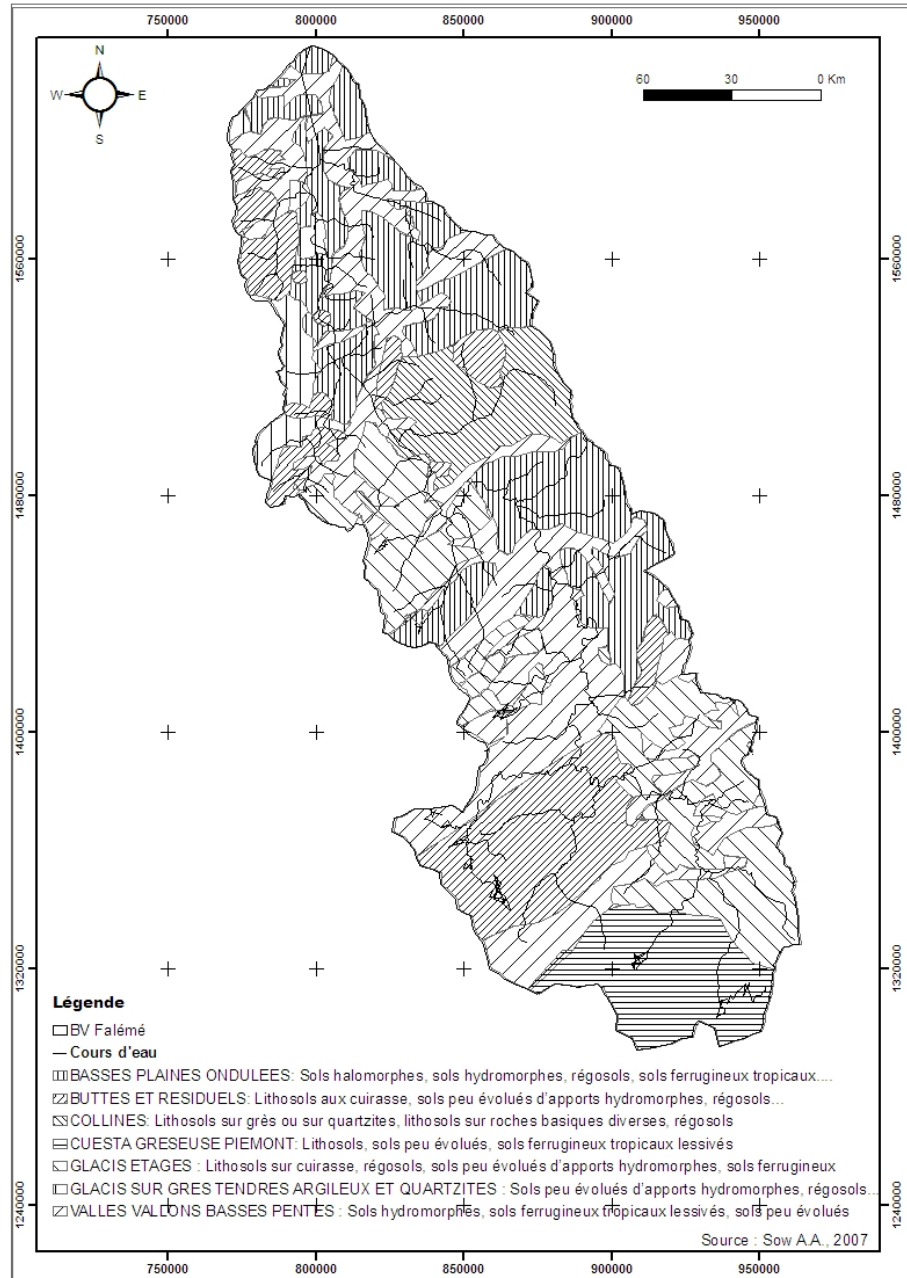 750000 800000 850000 900000 950000
N
W E
S
60 30 0 Km
1560000 1560000
1480000 1480000
1400000 1400000
1320000 1320000
Légende
BV Falémé
Cours d'eau
BASSES PLAINES ONDULEES: Sols halomorphes, sols hydromorphes, régosols, sols ferrugineux tropicaux....
BUTTES ET RESIDUELS: Lithosols aux cuirasse, sols peu évolués d'apports hydromorphes, régosols...
COLLINES: Lithosols sur grès ou sur quartzites, lithosols sur roches basiques diverses, régosols
CUESTA GRESEUSE PIEMONT: Lithosols, sols peu évolués, sols ferrugineux tropicaux lessivés
GLACIS ETAGES : Lithosols sur cuirasse, régosols, sols peu évolués d'apports hydromorphes, sols ferrugineux
GLACIS SUR GRES TENDRES ARGILEUX ET QUARTZITES : Sols peu évolués d'apports hydromorphes, régosols...
VALLES VALLONS BASSES PENTES : Sols hydromorphes, sols ferrugineux tropicaux lessivés, sols peu évolués
1240000 1240000
Source : Sow A.A., 2007
750000 800000 850000 900000 950000